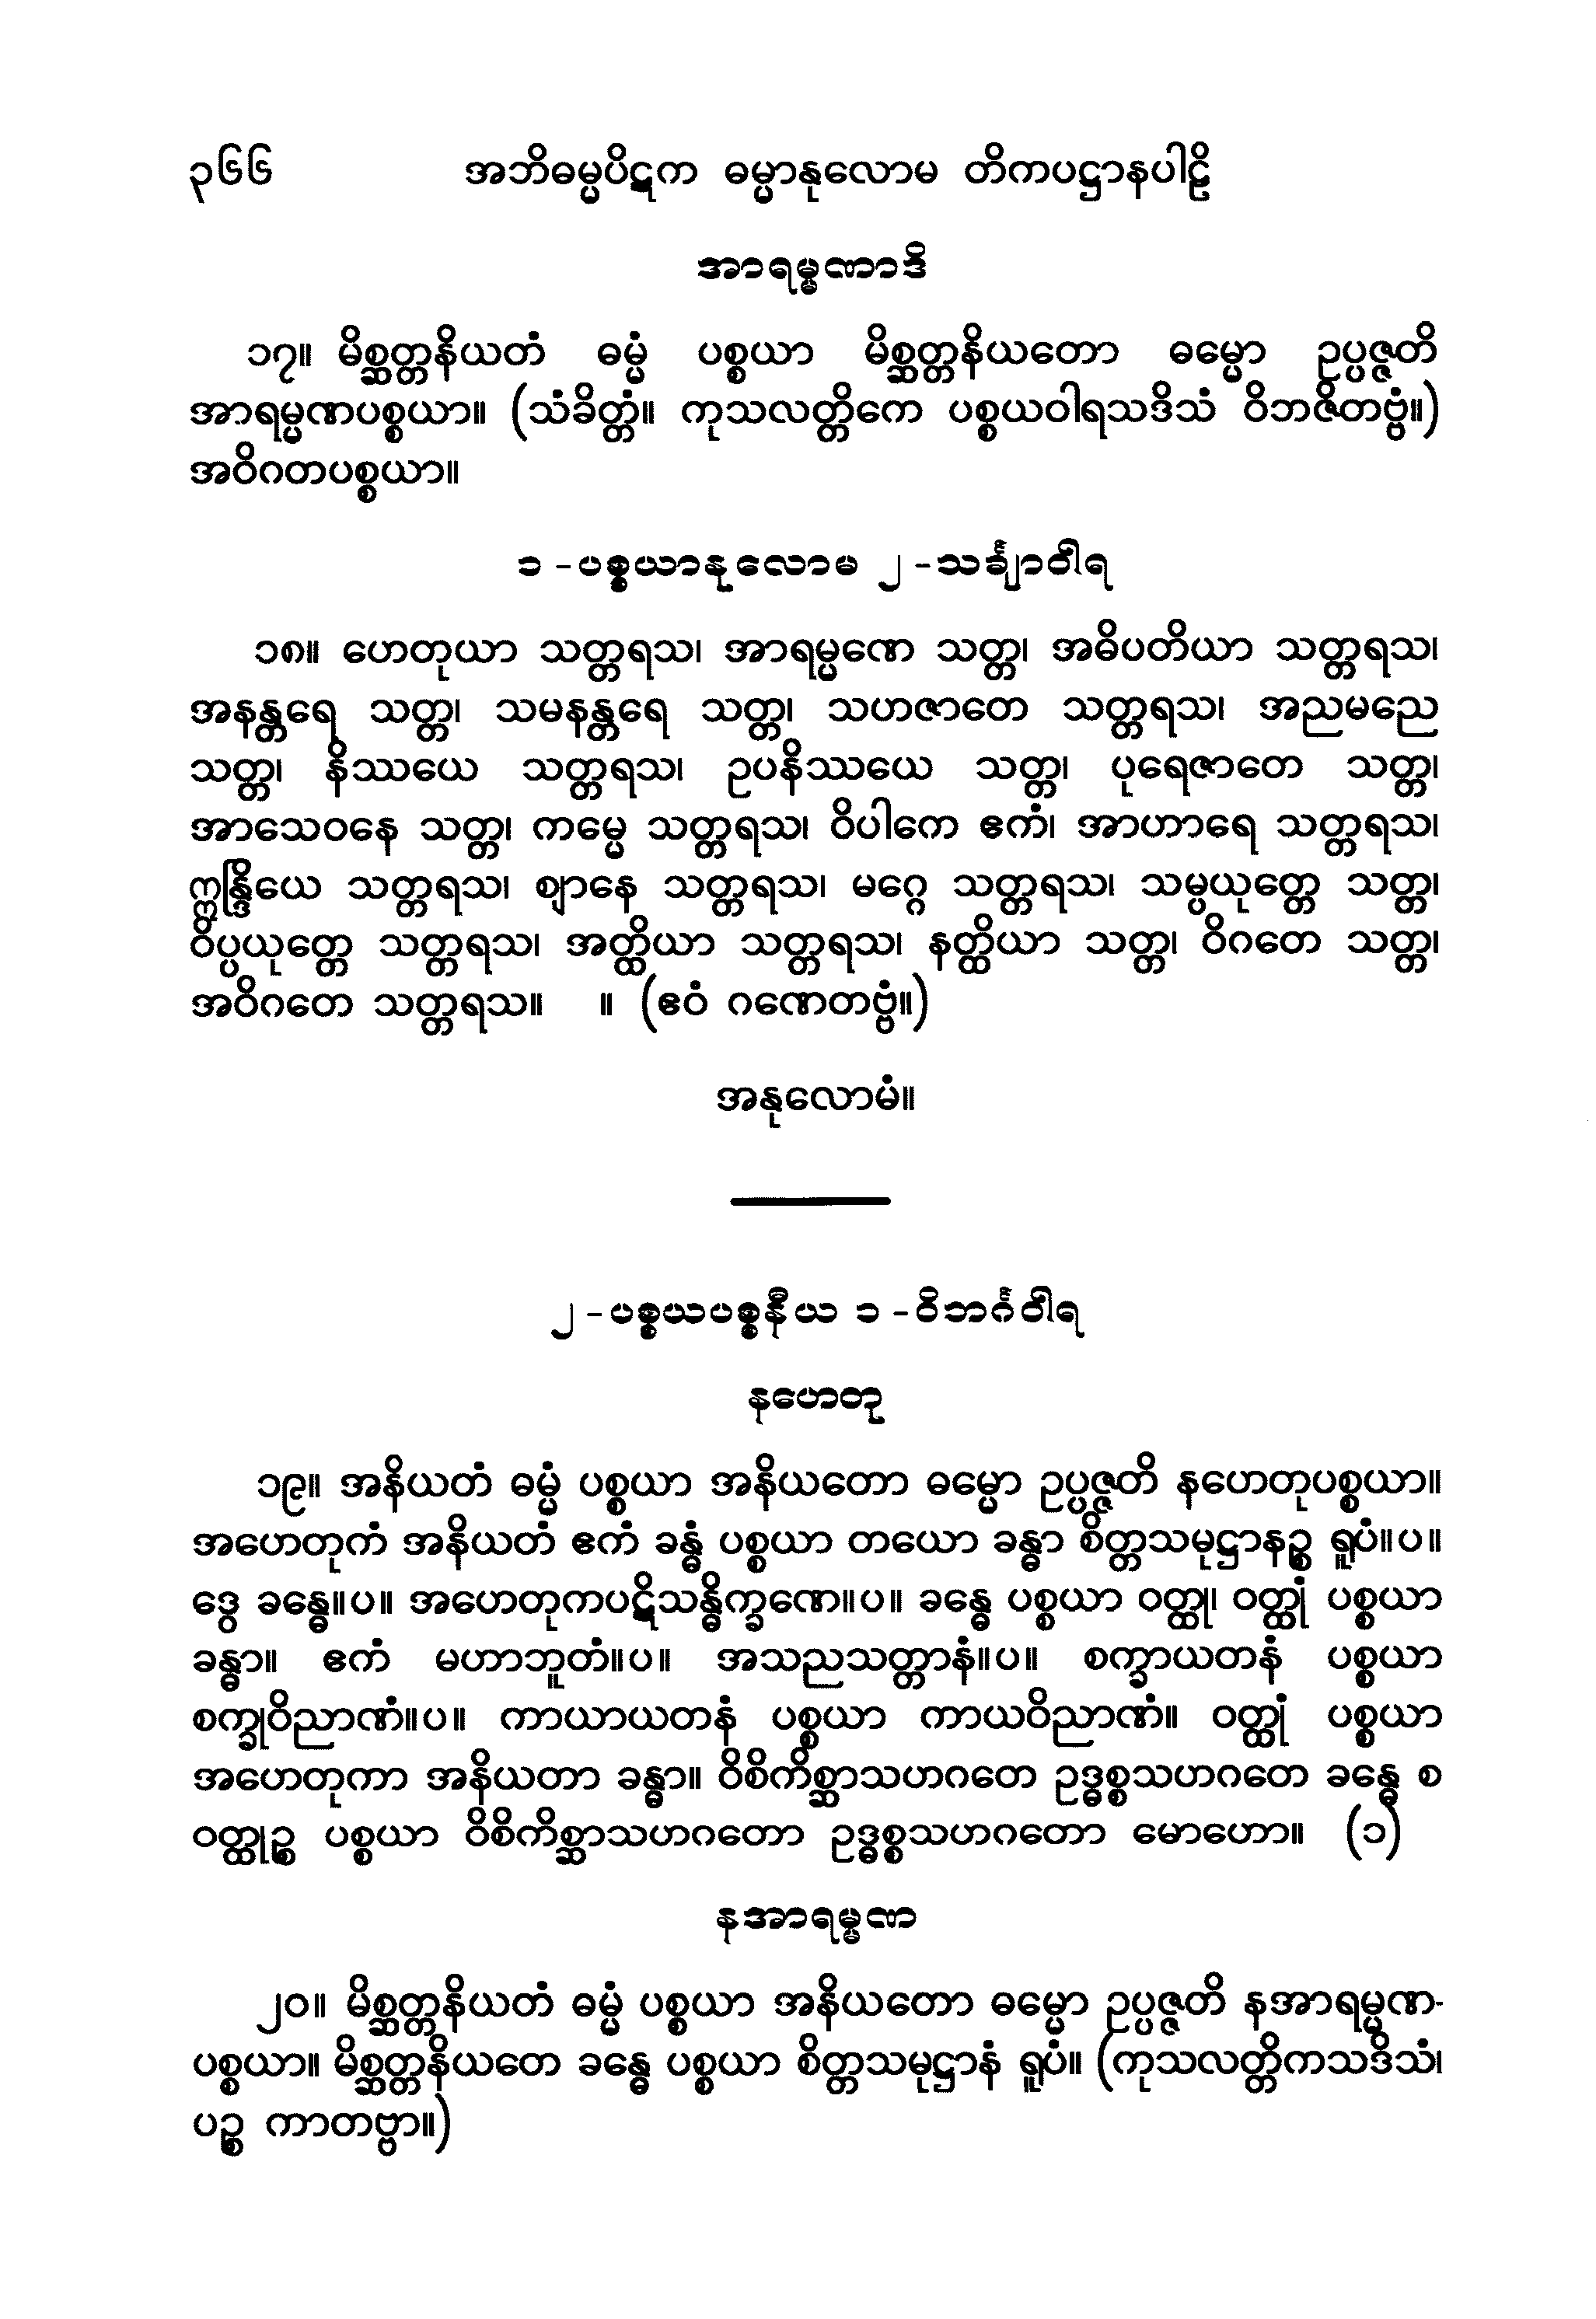 ၃၆၆ အဘိဓမ္မပိဋက ဓမ္မာနုလောမ တိကပဋ္ဌာနပါဠိ
အာရမ္မဏာဒိ
၁၇။ မိစ္ဆတ္တနိယတံ ဓမ္မံ ပစ္စယာ မိစ္ဆတ္တနိယတော ဓမ္မော ဥပ္ပဇ္ဇတိ
အာရမ္မဏပစ္စယာ။ (သံခိတ္တံ။ ကုသလတ္တိကေ ပစ္စယဝါရသဒိသံ ဝိဘဇိတဗ္ဗံ။)
အဝိဂတပစ္စယာ။
၁-ပစ္စယာနုလောမ ၂-သင်္ချာဝါရ
၁၈။ ဟေတုယာ သတ္တရသ၊ အာရမ္မဏေ သတ္တ၊ အဓိပတိယာ သတ္တရသ၊
အနန္တရေ သတ္တ၊ သမနန္တရေ သတ္တ၊ သဟဇာတေ သတ္တရသ၊ အညမညေ
သတ္တ၊ နိဿယေ သတ္တရသ၊ ဥပနိဿယေ သတ္တ၊ ပုရေဇာတေ သတ္တ၊
အာသေဝနေ သတ္တ၊ ကမ္မေ သတ္တရသ၊ ဝိပါကေ ဧကံ၊ အာဟာရေ သတ္တရသ၊
ဣန္ဒြိယေ သတ္တရသ၊ ဈာနေ သတ္တရသ၊ မဂ္ဂေ သတ္တရသ၊ သမ္ပယုတ္တေ သတ္တ၊
ဝိပ္ပယုတ္တေ သတ္တရသ၊ အတ္ထိယာ သတ္တရသ၊ နတ္ထိယာ သတ္တ၊ ဝိဂတေ သတ္တ၊
အဝိဂတေ သတ္တရသ။ ။ (ဧဝံ ဂဏေတဗ္ဗံ။)
အနုလောမံ။
၂-ပစ္စယပစ္စနီယ ၁-ဝိဘင်္ဂဝါရ
နဟေတု
၁၉။ အနိယတံ ဓမ္မံ ပစ္စယာ အနိယတော ဓမ္မော ဥပ္ပဇ္ဇတိ နဟေတုပစ္စယာ။
အဟေတုကံ အနိယတံ ဧကံ ခန္ဓံ ပစ္စယာ တယော ခန္ဓာ စိတ္တသမုဋ္ဌာနဉ္စ ရူပံ။ပ။
ဒွေ ခန္ဓေ။ပ။ အဟေတုကပဋိသန္ဓိက္ခဏေ။ပ။ ခန္ဓေ ပစ္စယာ ဝတ္ထု၊ ဝတ္ထုံ ပစ္စယာ
ခန္ဓာ။ ဧကံ မဟာဘူတံ။ပ။ အသညသတ္တာနံ။ပ။ စက္ခာယတနံ ပစ္စယာ
စက္ခုဝိညာဏံ။ပ။ ကာယာယတနံ ပစ္စယာ ကာယဝိညာဏံ။ ဝတ္ထုံ ပစ္စယာ
အဟေတုကာ အနိယတာ ခန္ဓာ။ ဝိစိကိစ္ဆာသဟဂတေ ဥဒ္ဓစ္စသဟဂတေ ခန္ဓေ စ
ဝတ္ထုဉ္စ ပစ္စယာ ဝိစိကိစ္ဆာသဟဂတော ဥဒ္ဓစ္စသဟဂတော မောဟော။ (၁)
နအာရမ္မဏ
၂၀။ မိစ္ဆတ္တနိယတံ ဓမ္မံ ပစ္စယာ အနိယတော ဓမ္မော ဥပ္ပဇ္ဇတိ နအာရမ္မဏ-
ပစ္စယာ။ မိစ္ဆတ္တနိယတေ ခန္ဓေ ပစ္စယာ စိတ္တသမုဋ္ဌာနံ ရူပံ။ (ကုသလတ္တိကသဒိသံ၊
ပဉ္စ ကာတဗ္ဗာ။)